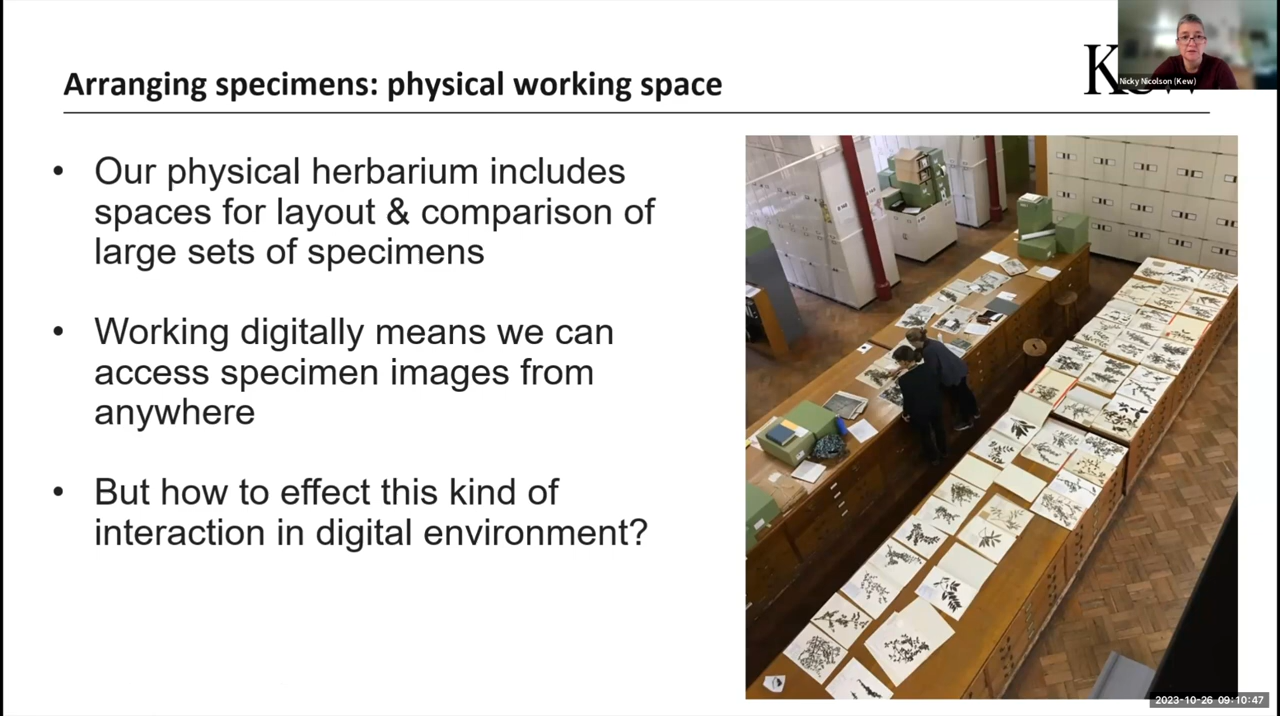 Arranging specimens: physical working space
Nicky Nicolson (Kew)
• Our physical herbarium includes
spaces for layout & comparison of
large sets of specimens
• Working digitally means we can
access specimen images from
anywhere
• But how to effect this kind of
interaction in digital environment?
2023-10-26 09:10:47